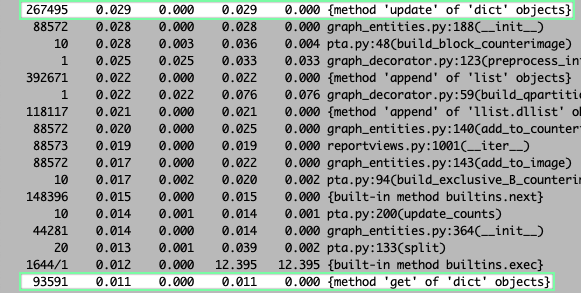 267495 0.029 0.000 0.029 0.000 {method 'update' of 'dict' objects}
88572 0.028 0.000 0.029 0.000 graph_entities.py:188(__init__)
10 0.028 0.003 0.036 0.004 pta.py:48(build_block_counterimage)
1 0.025 0.025 0.033 0.033 graph_decorator.py:123(preprocess_in
392671 0.022 0.000 0.022 0.000 {method 'append' of 'list' objects}
1 0.022 0.022 0.076 0.076 graph_decorator.py:59(build_qpartiti
118117 0.021 0.000 0.021 0.000 {method 'append' of 'llist.dllist' ob
88572 0.020 0.000 0.025 0.000 graph_entities.py:140(add_to_counter
88573 0.019 0.000 0.019 0.000 reportviews.py:1001(__iter__)
88572 0.017 0.000 0.022 0.000 graph_entities.py:143(add_to_image)
10 0.017 0.002 0.020 0.002 pta.py:94(build_exclusive_B_counterim
148396 0.015 0.000 0.015 0.000 {built-in method builtins.next}
10 0.014 0.001 0.014 0.001 pta.py:200(update_counts)
44281 0.014 0.000 0.014 0.000 graph_entities.py:364(__init__)
20 0.013 0.001 0.039 0.002 pta.py:133(split)
1644/1 0.012 0.000 12.395 12.395 {built-in method builtins.exec}
93591 0.011 0.000 0.011 0.000 {method 'get' of 'dict' objects}